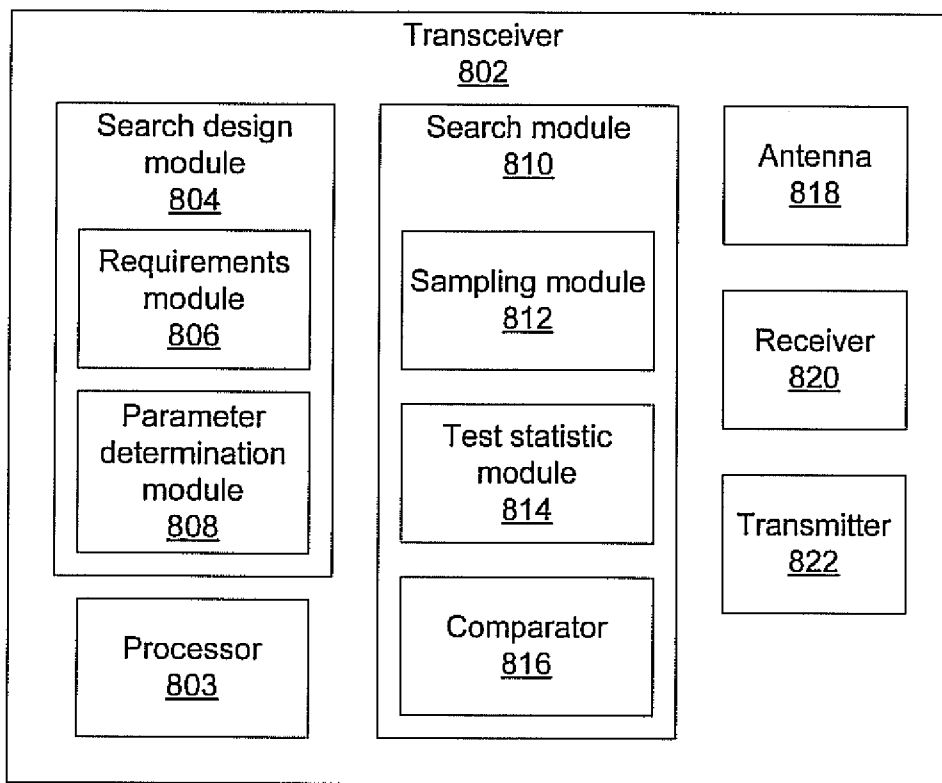 Transceiver
802
Search design
module
804
Requirements
module
806
Parameter
determination
module
808
Processor
803
Search module
810
Sampling module
812
Test statistic
module
814
Comparator
816
Antenna
818
Receiver
820
Transmitter
822